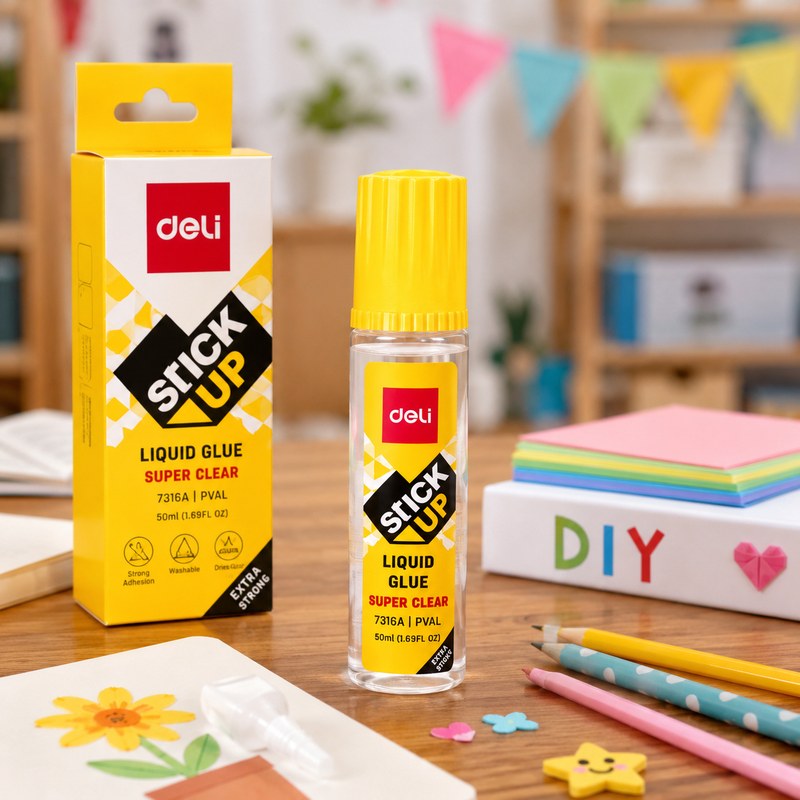 deli
STICK
UP
LIQUID GLUE
SUPER CLEAR
7316A | PVAL
50ml (1.69FL OZ)
Strong
Adhesion
Washable
EXTRA
STRONG
deli
STICK
UP
LIQUID
GLUE
SUPER CLEAR
7316A | PVAL
50ml (1.69FL OZ)
EXTRA
DIY